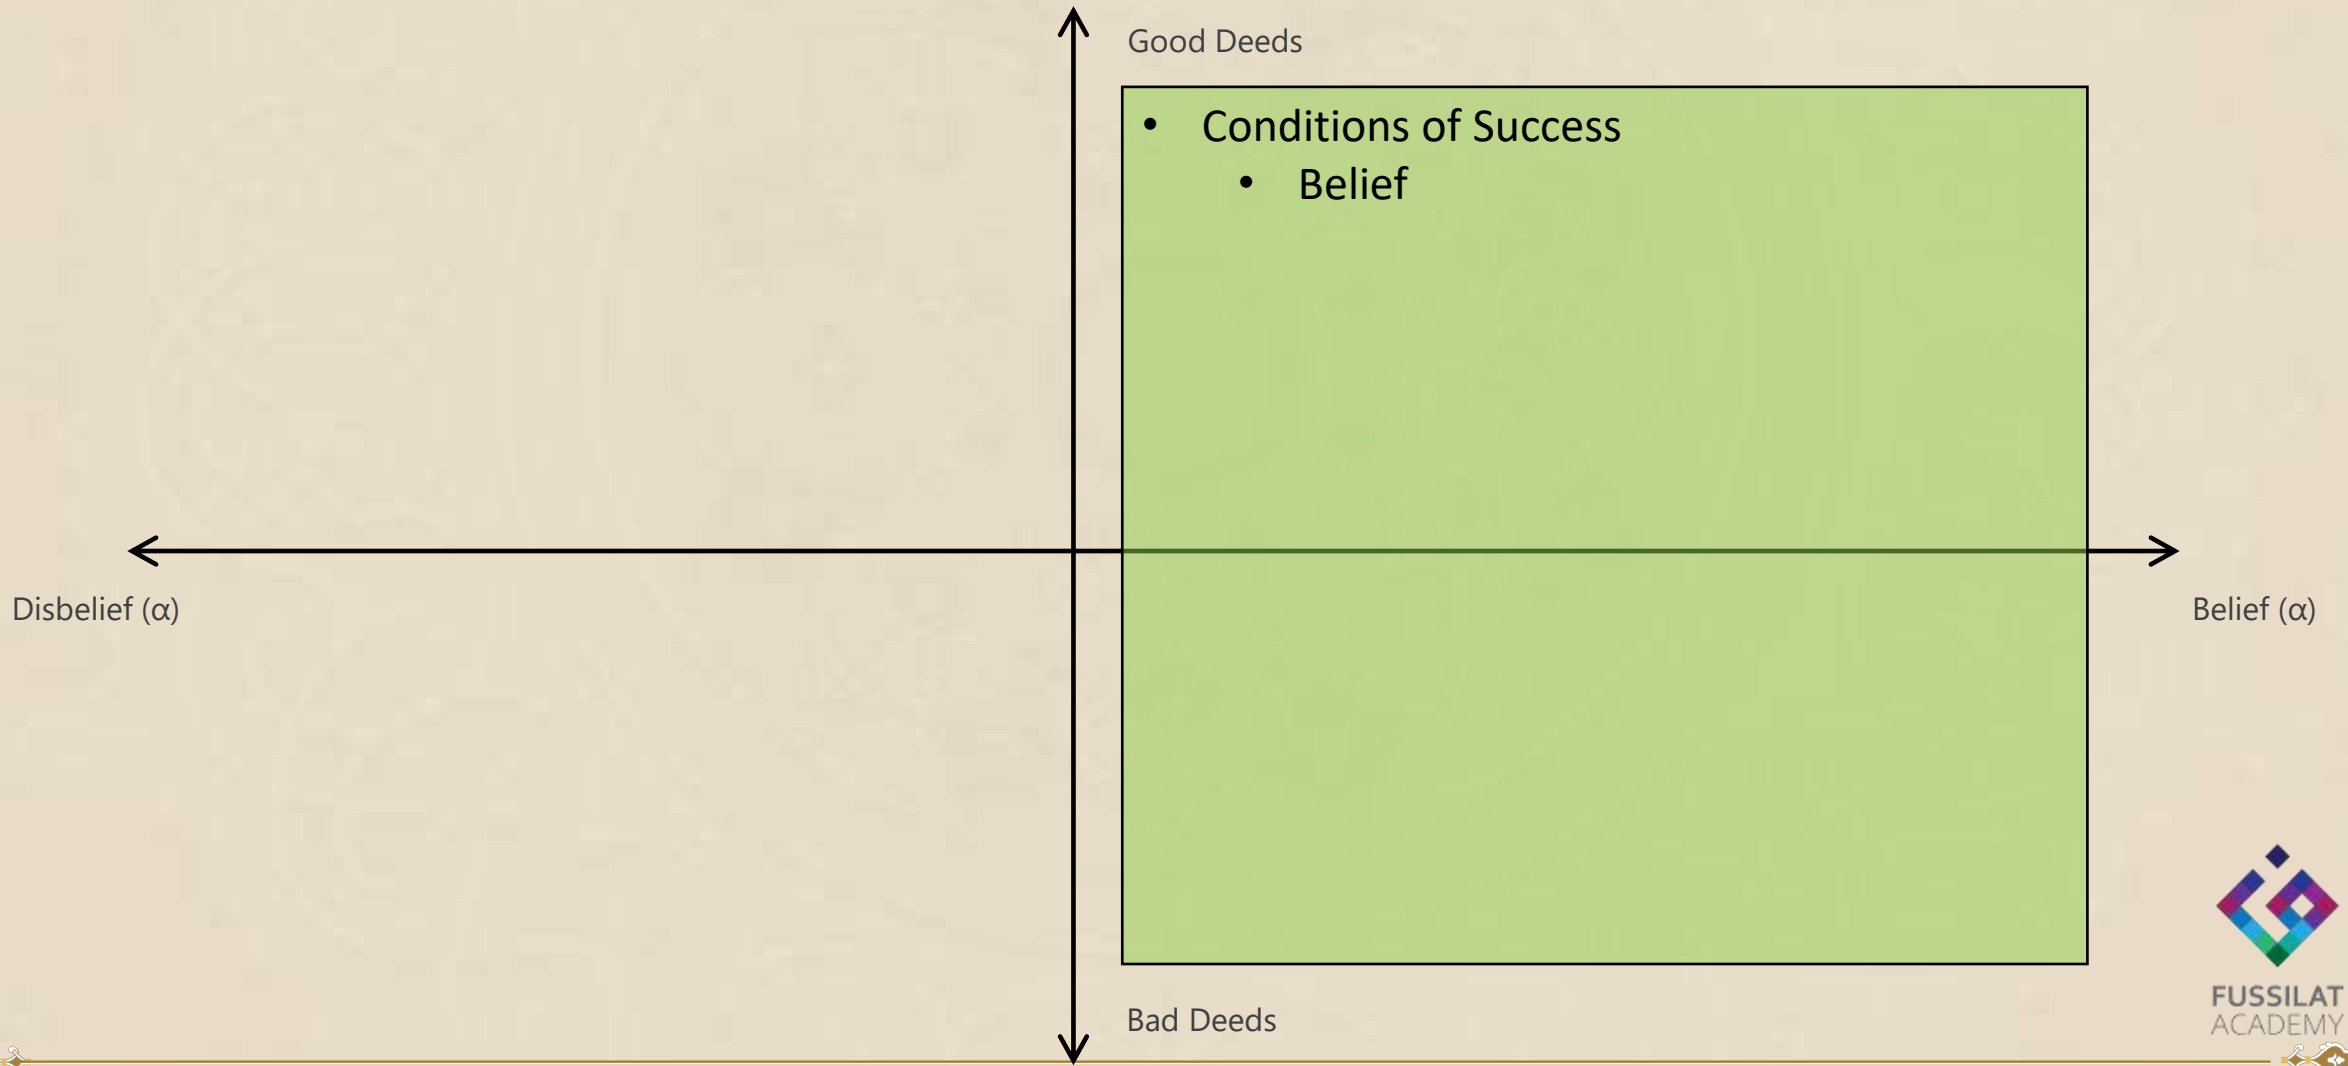 Good Deeds
• Conditions of Success
• Belief
Disbelief (α)
Belief (α)
Bad Deeds
FUSSILAT
ACADEMY